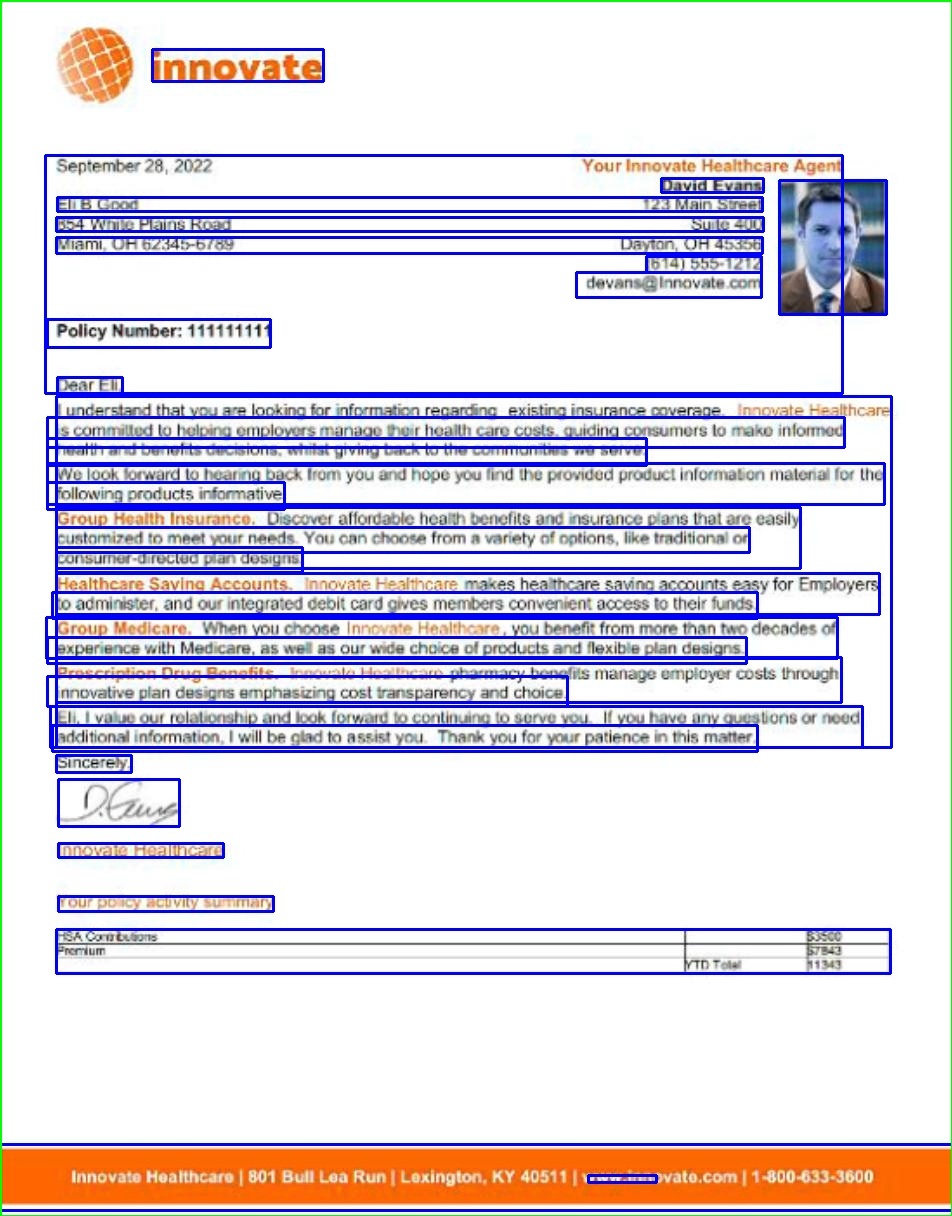 innovate
September 28, 2022 Your Innovate Healthcare Agent
David Evans
Eli B Good 123 Main Street
654 White Plains Road Suite 400
Miami, OH 62345-6789 Dayton, OH 45356
(614) 555-1212
devans@Innovate.com
Policy Number: 111111111
Dear Eli,
I understand that you are looking for information regarding existing insurance coverage. Innovate Healthcare
is committed to helping employers manage their health care costs, guiding consumers to make informed
health and benefits decisions, whilst giving back to the communities we serve.
We look forward to hearing back from you and hope you find the provided product information material for the
following products informative.
Group Health Insurance. Discover affordable health benefits and insurance plans that are easily
customized to meet your needs. You can choose from a variety of options, like traditional or
consumer-directed plan designs.
Healthcare Saving Accounts. Innovate Healthcare makes healthcare saving accounts easy for Employers
to administer, and our integrated debit card gives members convenient access to their funds.
Group Medicare. When you choose Innovate Healthcare, you benefit from more than two decades of
experience with Medicare, as well as our wide choice of products and flexible plan designs.
Prescription Drug Benefits. Innovate Healthcare pharmacy benefits manage employer costs through
innovative plan designs emphasizing cost transparency and choice.
Eli, I value our relationship and look forward to continuing to serve you. If you have any questions or need
additional information, I will be glad to assist you. Thank you for your patience in this matter.
Sincerely,
D. Evans
Innovate Healthcare
Your policy activity summary
HSA Contributions $3500
Premium $7843
YTD Total 11343
Innovate Healthcare | 801 Bull Lea Run | Lexington, KY 40511 | www.innovate.com | 1-800-633-3600